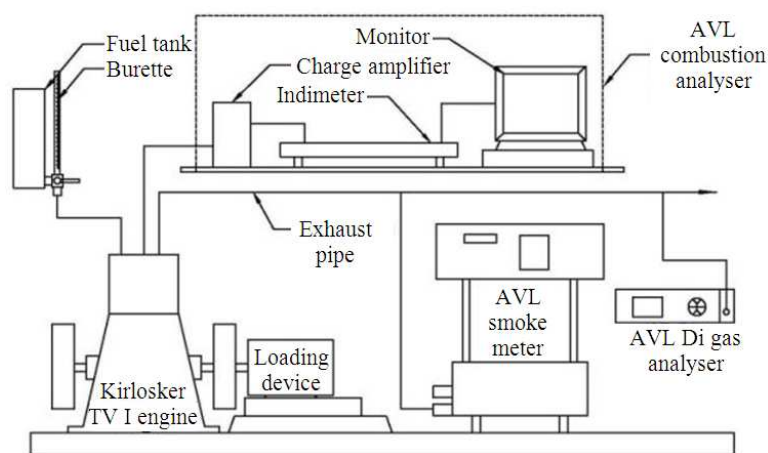 Fuel tank
Burette
Monitor
Charge amplifier
Indimeter
AVL
combustion
analyser
Exhaust
pipe
AVL
smoke
meter
AVL Di gas
analyser
Loading
device
Kirlosker
TV I engine